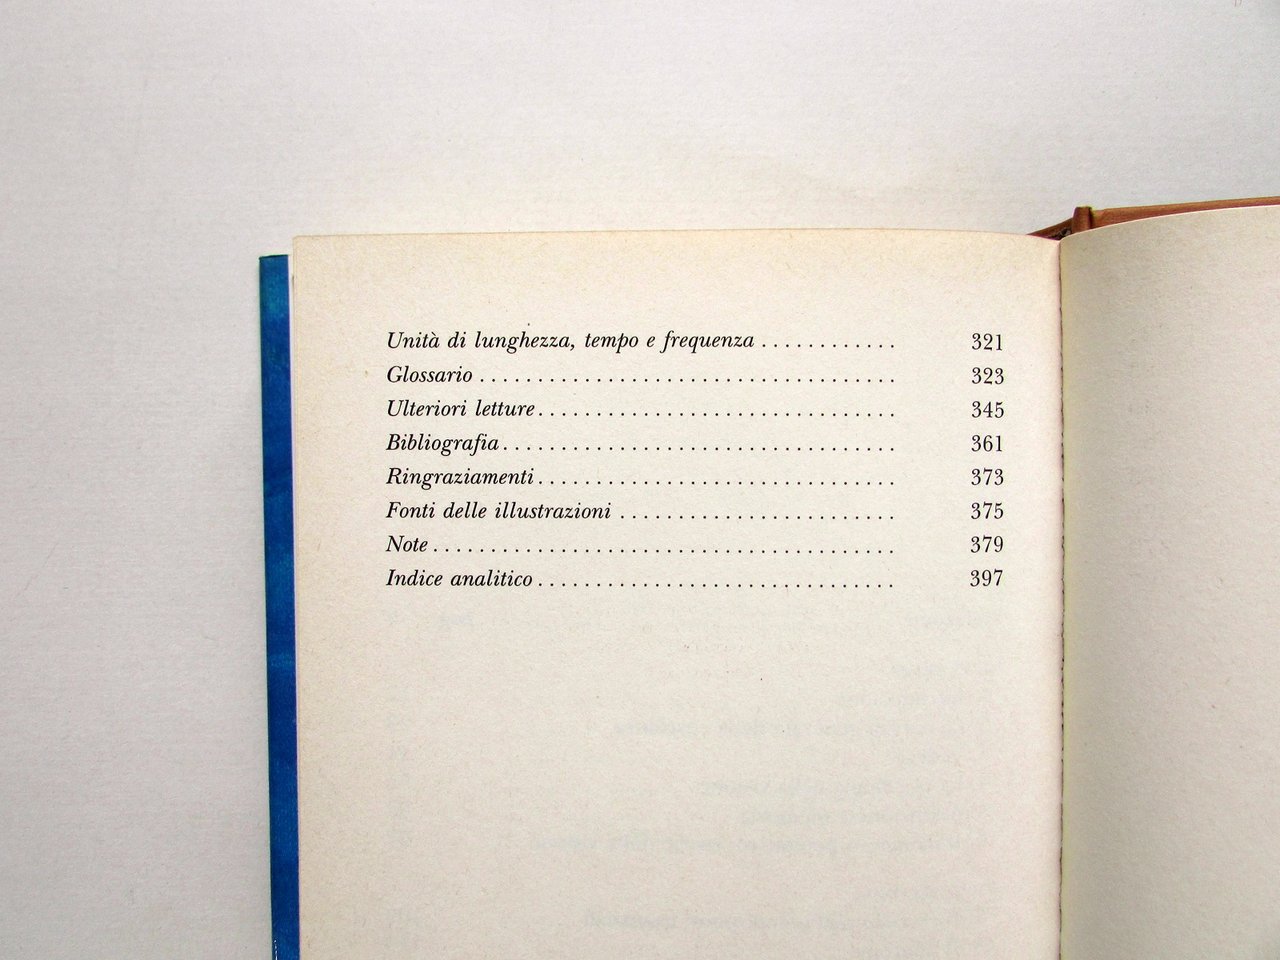 Unità di lunghezza, tempo e frequenza . . . . . . . . . . . . 321
Glossario . . . . . . . . . . . . . . . . . . . . . . . . . . . . . . . . . . . . 323
Ulteriori letture . . . . . . . . . . . . . . . . . . . . . . . . . . . . . . . 345
Bibliografia . . . . . . . . . . . . . . . . . . . . . . . . . . . . . . . . . . 361
Ringraziamenti . . . . . . . . . . . . . . . . . . . . . . . . . . . . . . . 373
Fonti delle illustrazioni . . . . . . . . . . . . . . . . . . . . . . . . 375
Note . . . . . . . . . . . . . . . . . . . . . . . . . . . . . . . . . . . . . . . . 379
Indice analitico . . . . . . . . . . . . . . . . . . . . . . . . . . . . . . . 397